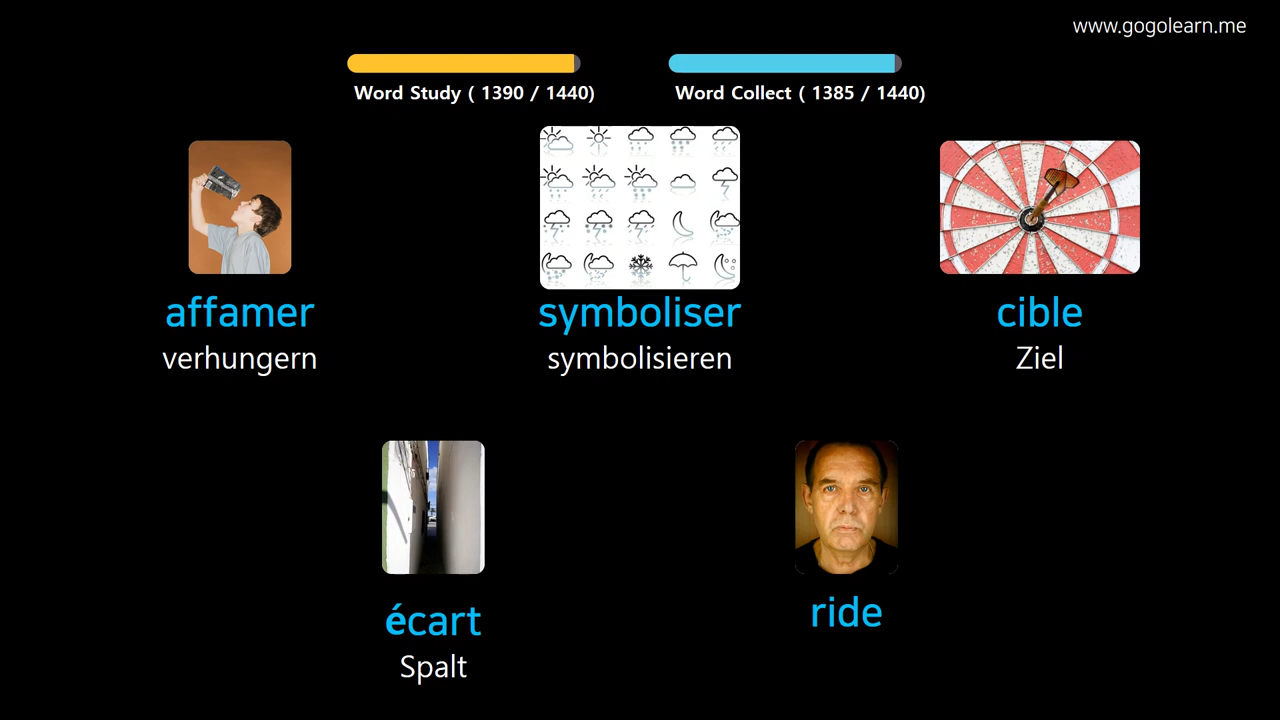 www.gogolearn.me
Word Study ( 1390 / 1440)
Word Collect ( 1385 / 1440)
affamer
verhungern
symboliser
symbolisieren
cible
Ziel
écart
Spalt
ride